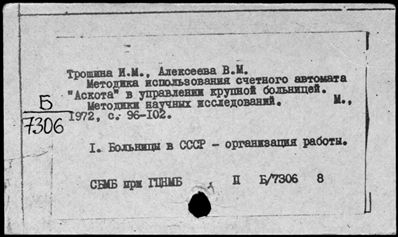 Трошина И.М., Алексеева В.М.
Методика использования счетного автомата
"Аскота" в управлении крупной больницей.
Методики научных исследований. М.,
1972, с. 96-102.
Б
7306
I. Больницы в СССР - организация работы.
СБМБ при ГЦНМБ П Б/7306 8